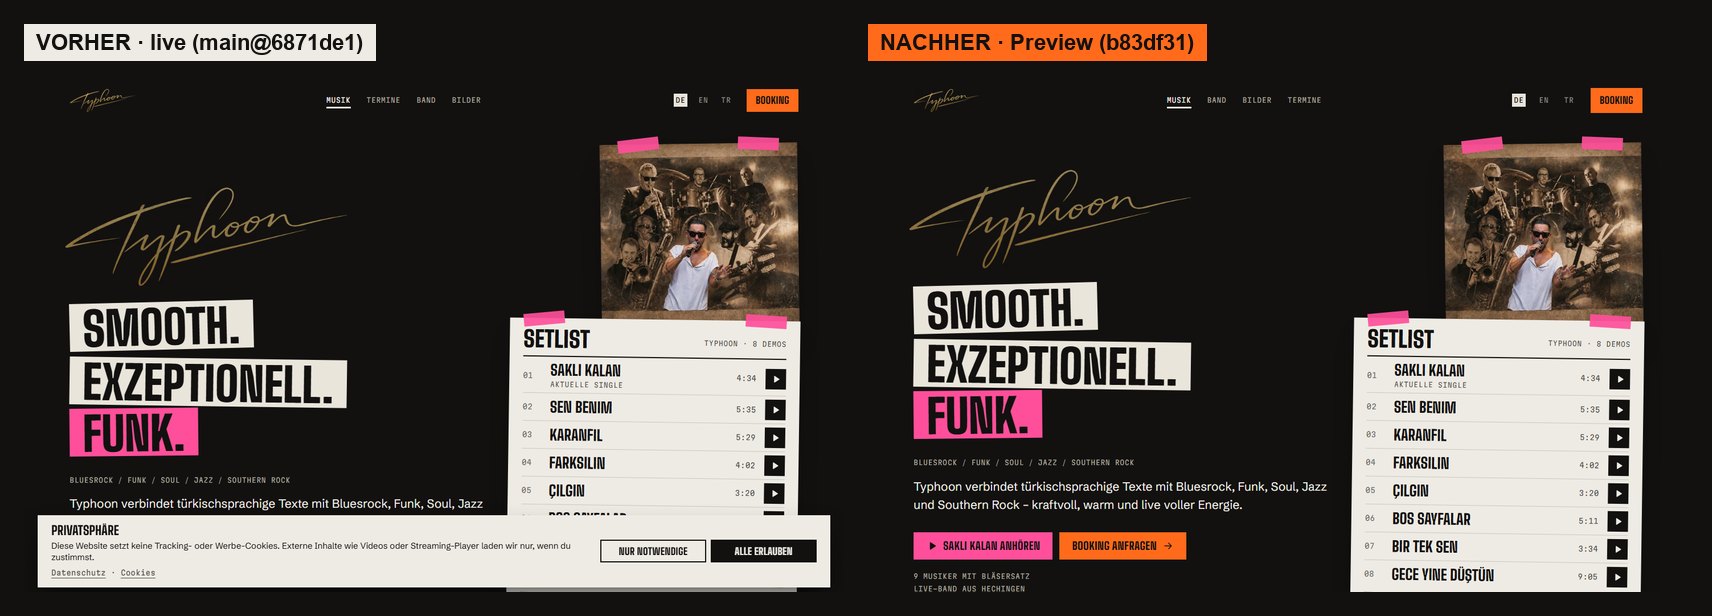 VORHER · live (main@6871de1)
Typhoon
MUSIK TERMINE BAND BILDER
DE EN TR
BOOKING
Typhoon
SMOOTH.
EXZEPTIONELL.
FUNK.
BLUESROCK / FUNK / SOUL / JAZZ / SOUTHERN ROCK
Typhoon verbindet türkischsprachige Texte mit Bluesrock, Funk, Soul, Jazz
SETLIST
TYPHOON · 8 DEMOS
01 SAKLI KALAN 4:34
AKTUELLE SINGLE
02 SEN BENIM 5:35
03 KARANFIL 5:29
04 FARKSILIN 4:02
05 ÇILGIN 3:20
BOS SAYFALAR
PRIVATSPHÄRE
Diese Website setzt keine Tracking- oder Werbe-Cookies. Externe Inhalte wie Videos oder Streaming-Player laden wir nur, wenn du
zustimmst.
Datenschutz · Cookies
NUR NOTWENDIGE
ALLE ERLAUBEN
NACHHER · Preview (b83df31)
Typhoon
MUSIK BAND BILDER TERMINE
DE EN TR
BOOKING
Typhoon
SMOOTH.
EXZEPTIONELL.
FUNK.
BLUESROCK / FUNK / SOUL / JAZZ / SOUTHERN ROCK
Typhoon verbindet türkischsprachige Texte mit Bluesrock, Funk, Soul, Jazz
und Southern Rock – kraftvoll, warm und live voller Energie.
SAKLI KALAN ANHÖREN
BOOKING ANFRAGEN →
9 MUSIKER MIT BLÄSERSATZ
LIVE-BAND AUS HECHINGEN
SETLIST
TYPHOON · 8 DEMOS
01 SAKLI KALAN 4:34
AKTUELLE SINGLE
02 SEN BENIM 5:35
03 KARANFIL 5:29
04 FARKSILIN 4:02
05 ÇILGIN 3:20
06 BOS SAYFALAR 5:11
07 BIR TEK SEN 3:34
08 GECE YINE DÜŞTÜN 9:05